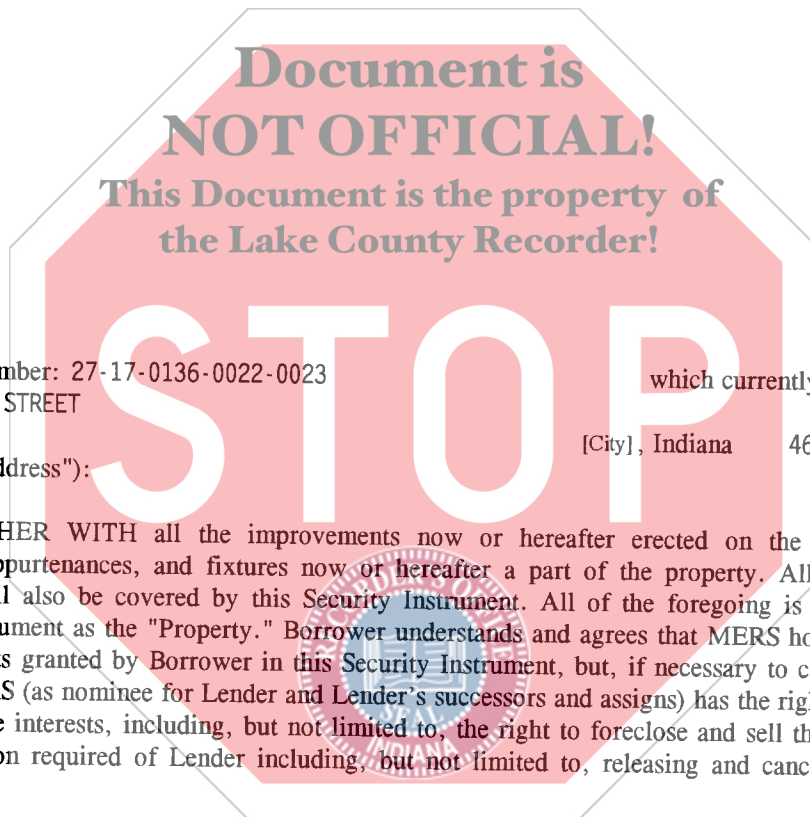 Document is
NOT OFFICIAL!
This Document is the property of
the Lake County Recorder!
STOP
mber: 27-17-0136-0022-0023 which currently
STREET
[City], Indiana 46
ddress"):
HER WITH all the improvements now or hereafter erected on the
ppurtenances, and fixtures now or hereafter a part of the property. All
l also be covered by this Security Instrument. All of the foregoing is
ument as the "Property." Borrower understands and agrees that MERS ho
s granted by Borrower in this Security Instrument, but, if necessary to c
S (as nominee for Lender and Lender's successors and assigns) has the righ
e interests, including, but not limited to, the right to foreclose and sell th
on required of Lender including, but not limited to, releasing and canc
RECORDER
SEAL
INDIANA